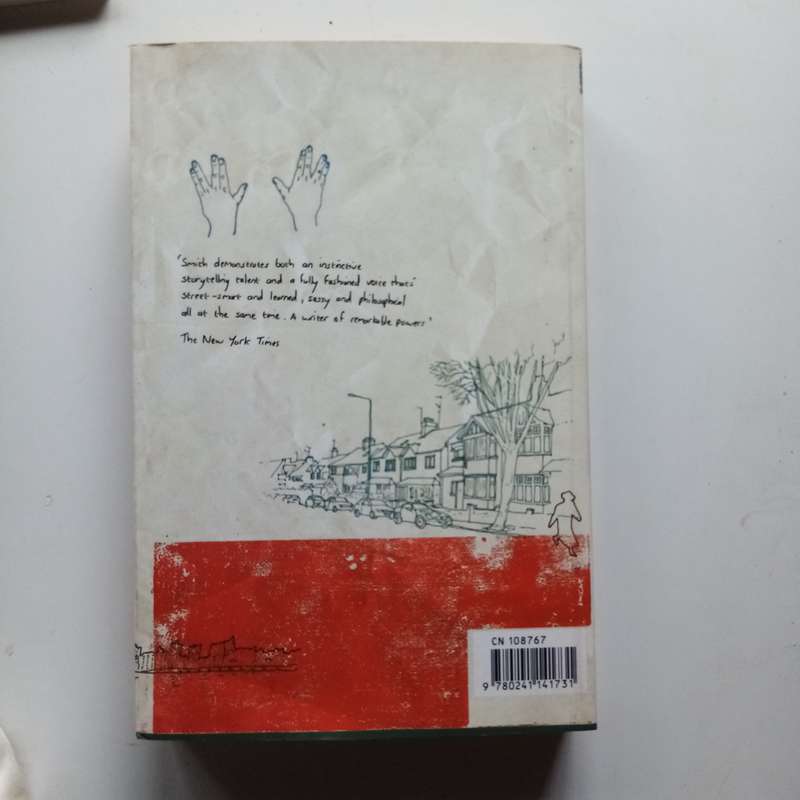 'Smith demonstrates both an instinctive
storytelling talent and a fully fashioned voice that's
street-smart and learned, sassy and philosophical
all at the same time. A writer of remarkable powers'
The New York Times
CN 108767
9 780241 141731